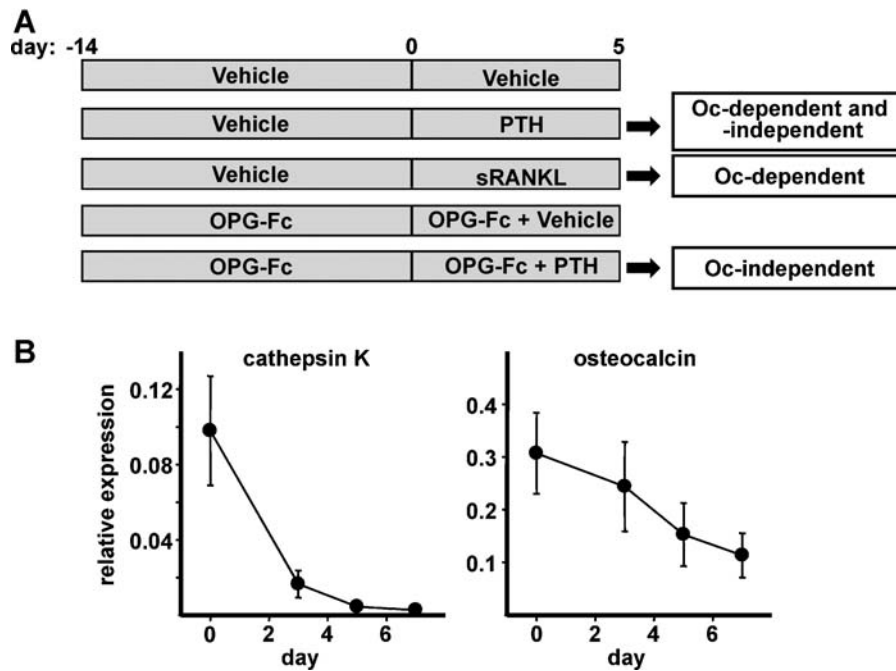 A
day: -14 0 5
Vehicle Vehicle
Vehicle PTH Oc-dependent and
-independent
Vehicle sRANKL Oc-dependent
OPG-Fc OPG-Fc + Vehicle
OPG-Fc OPG-Fc + PTH Oc-independent
B
cathepsin K osteocalcin
relative expression
0.12
0.08
0.04
0 2 4 6
day
0.4
0.3
0.2
0.1
0 2 4 6
day